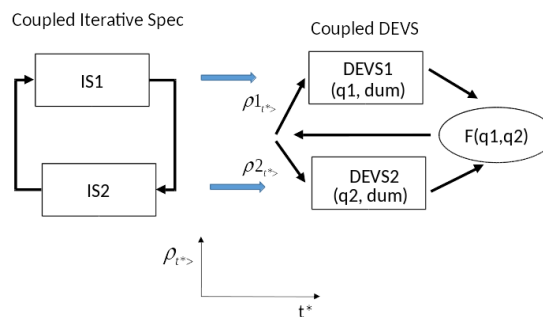 Coupled Iterative Spec
Coupled DEVS
IS1
DEVS1
(q1, dum)
ρ1t*>
F(q1,q2)
IS2
ρ2t*>
DEVS2
(q2, dum)
ρt*>
t*